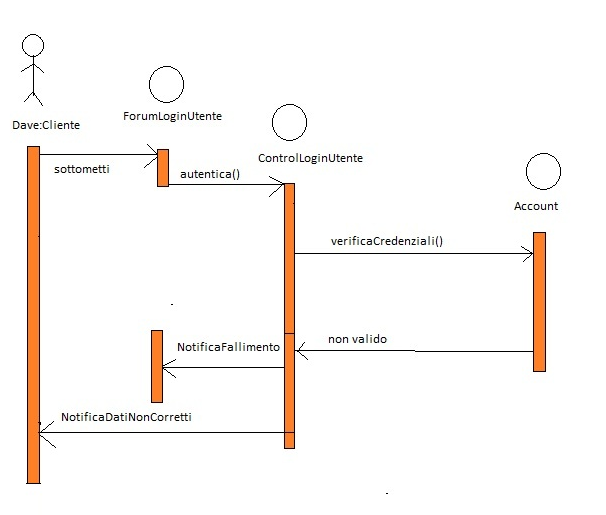 ForumLoginUtente
Dave:Cliente
ControlLoginUtente
sottometti
autentica()
Account
verificaCredenziali()
non valido
NotificaFallimento
NotificaDatiNonCorretti